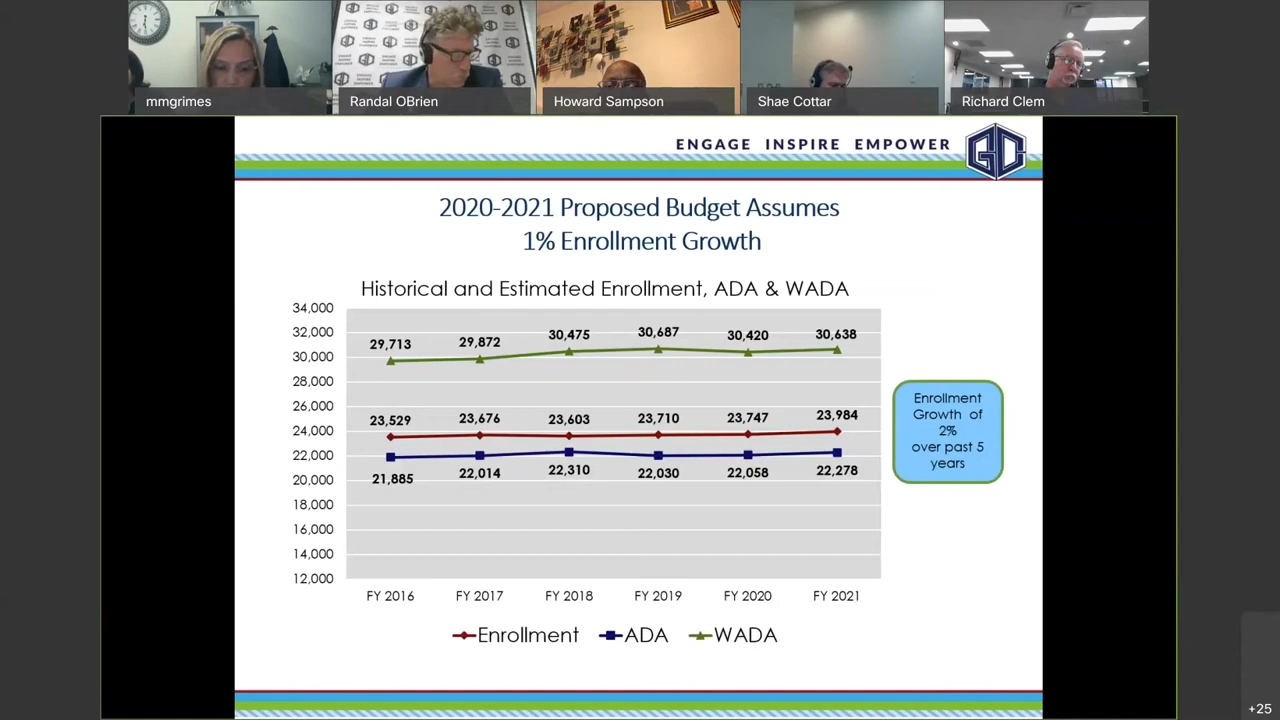 mmgrimes
Randal OBrien
Howard Sampson
Shae Cottar
Richard Clem
ENGAGE INSPIRE EMPOWER
GC
2020-2021 Proposed Budget Assumes
1% Enrollment Growth
Historical and Estimated Enrollment, ADA & WADA
34,000
32,000
30,000
28,000
26,000
24,000
22,000
20,000
18,000
16,000
14,000
12,000
29,713
29,872
30,475
30,687
30,420
30,638
23,529
23,676
23,603
23,710
23,747
23,984
21,885
22,014
22,310
22,030
22,058
22,278
FY 2016
FY 2017
FY 2018
FY 2019
FY 2020
FY 2021
Enrollment
ADA
WADA
Enrollment
Growth of
2%
over past 5
years
+25